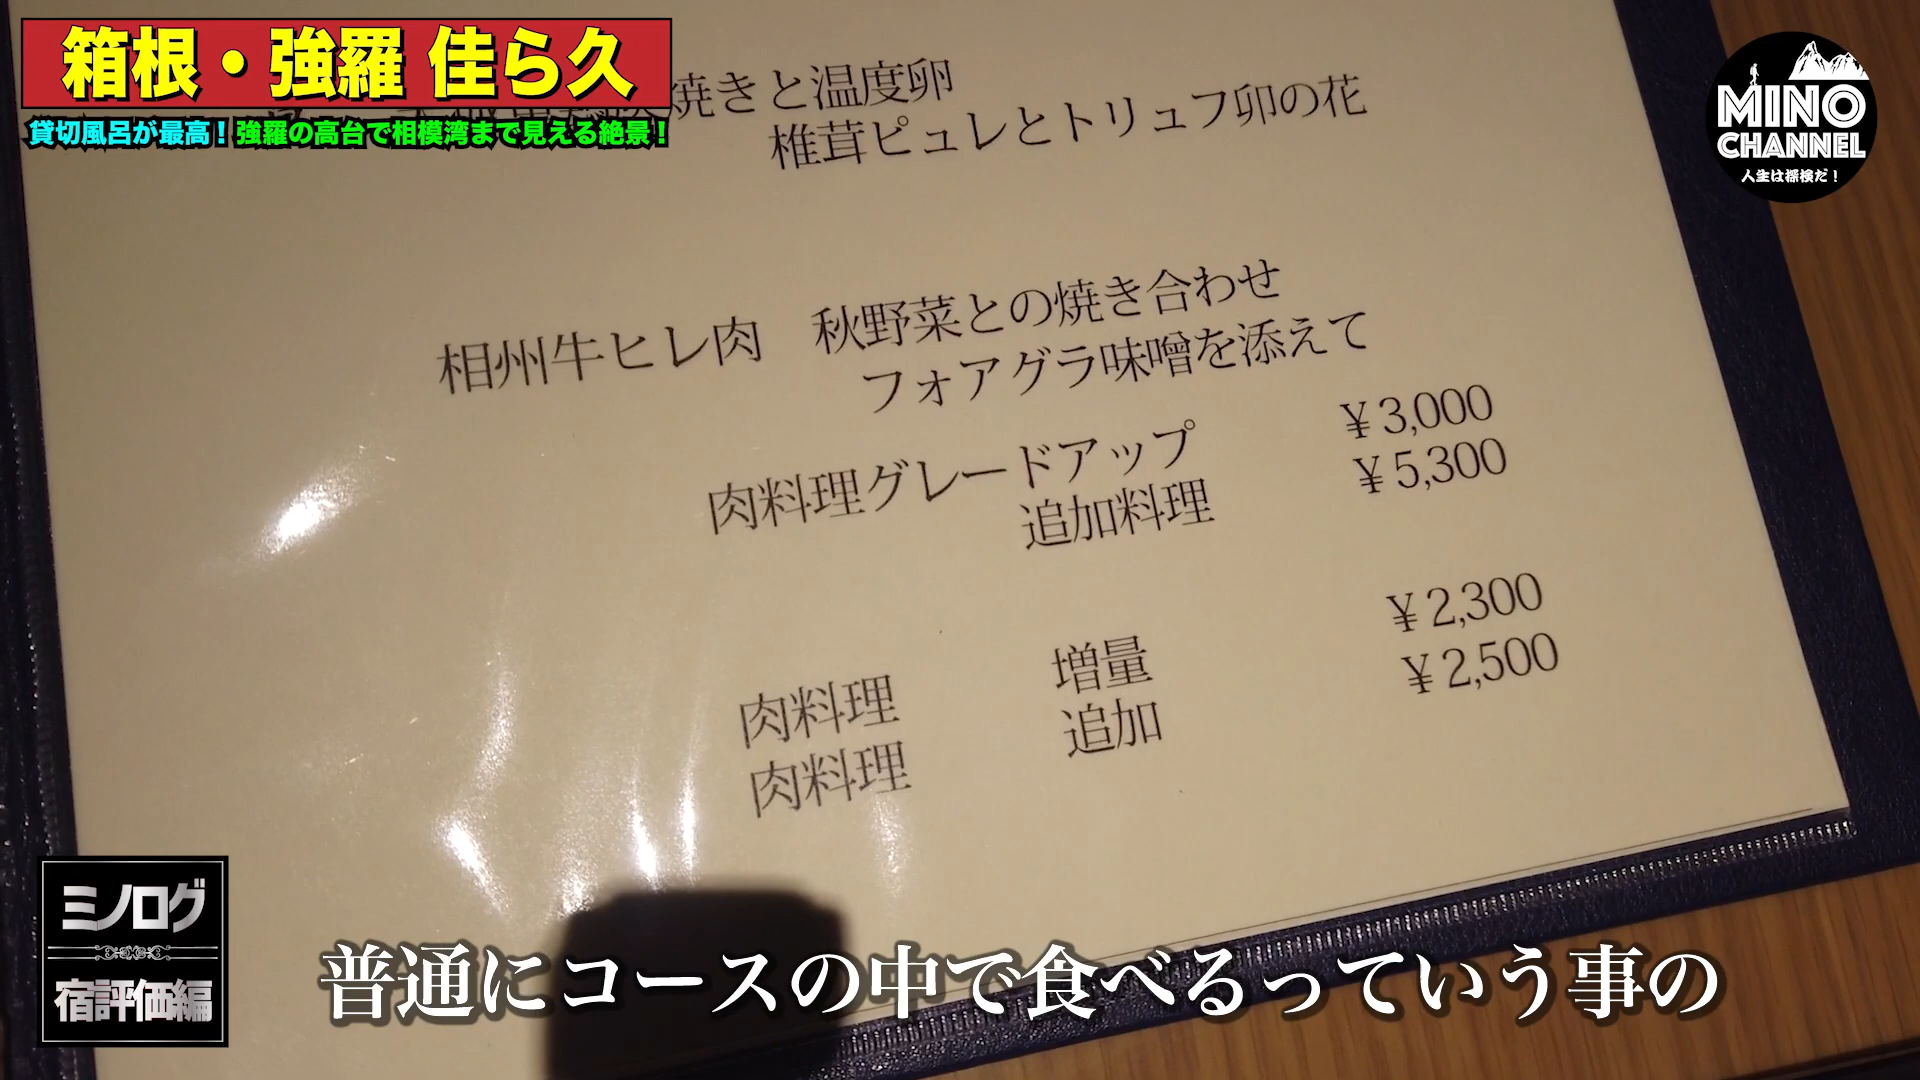 箱根・強羅 佳ら久
貸切風呂が最高！強羅の高台で相模湾まで見える絶景！
MINO
CHANNEL
人生は探検だ！
焼きと温度卵
椎茸ピュレとトリュフ卯の花
相州牛ヒレ肉 秋野菜との焼き合わせ
フォアグラ味噌を添えて
肉料理グレードアップ ¥3,000
追加料理 ¥5,300
肉料理 増量 ¥2,300
肉料理 追加 ¥2,500
ミノログ
宿評価編
普通にコースの中で食べるっていう事の